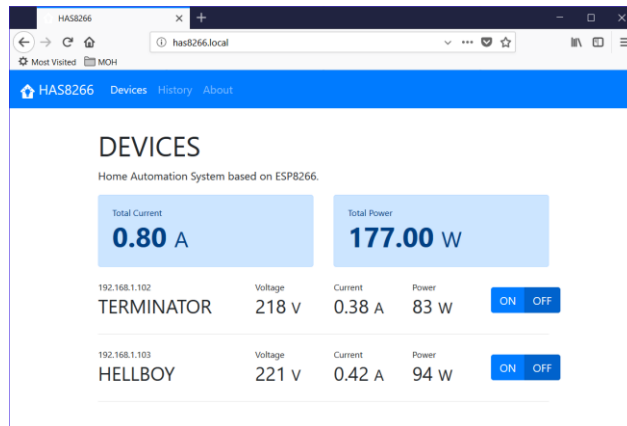 HAS8266
has8266.local
Most Visited MOH
HAS8266 Devices History About
DEVICES
Home Automation System based on ESP8266.
Total Current Total Power
0.80 A 177.00 W
192.168.1.102 Voltage Current Power
TERMINATOR 218 V 0.38 A 83 W ON OFF
192.168.1.103 Voltage Current Power
HELLBOY 221 V 0.42 A 94 W ON OFF